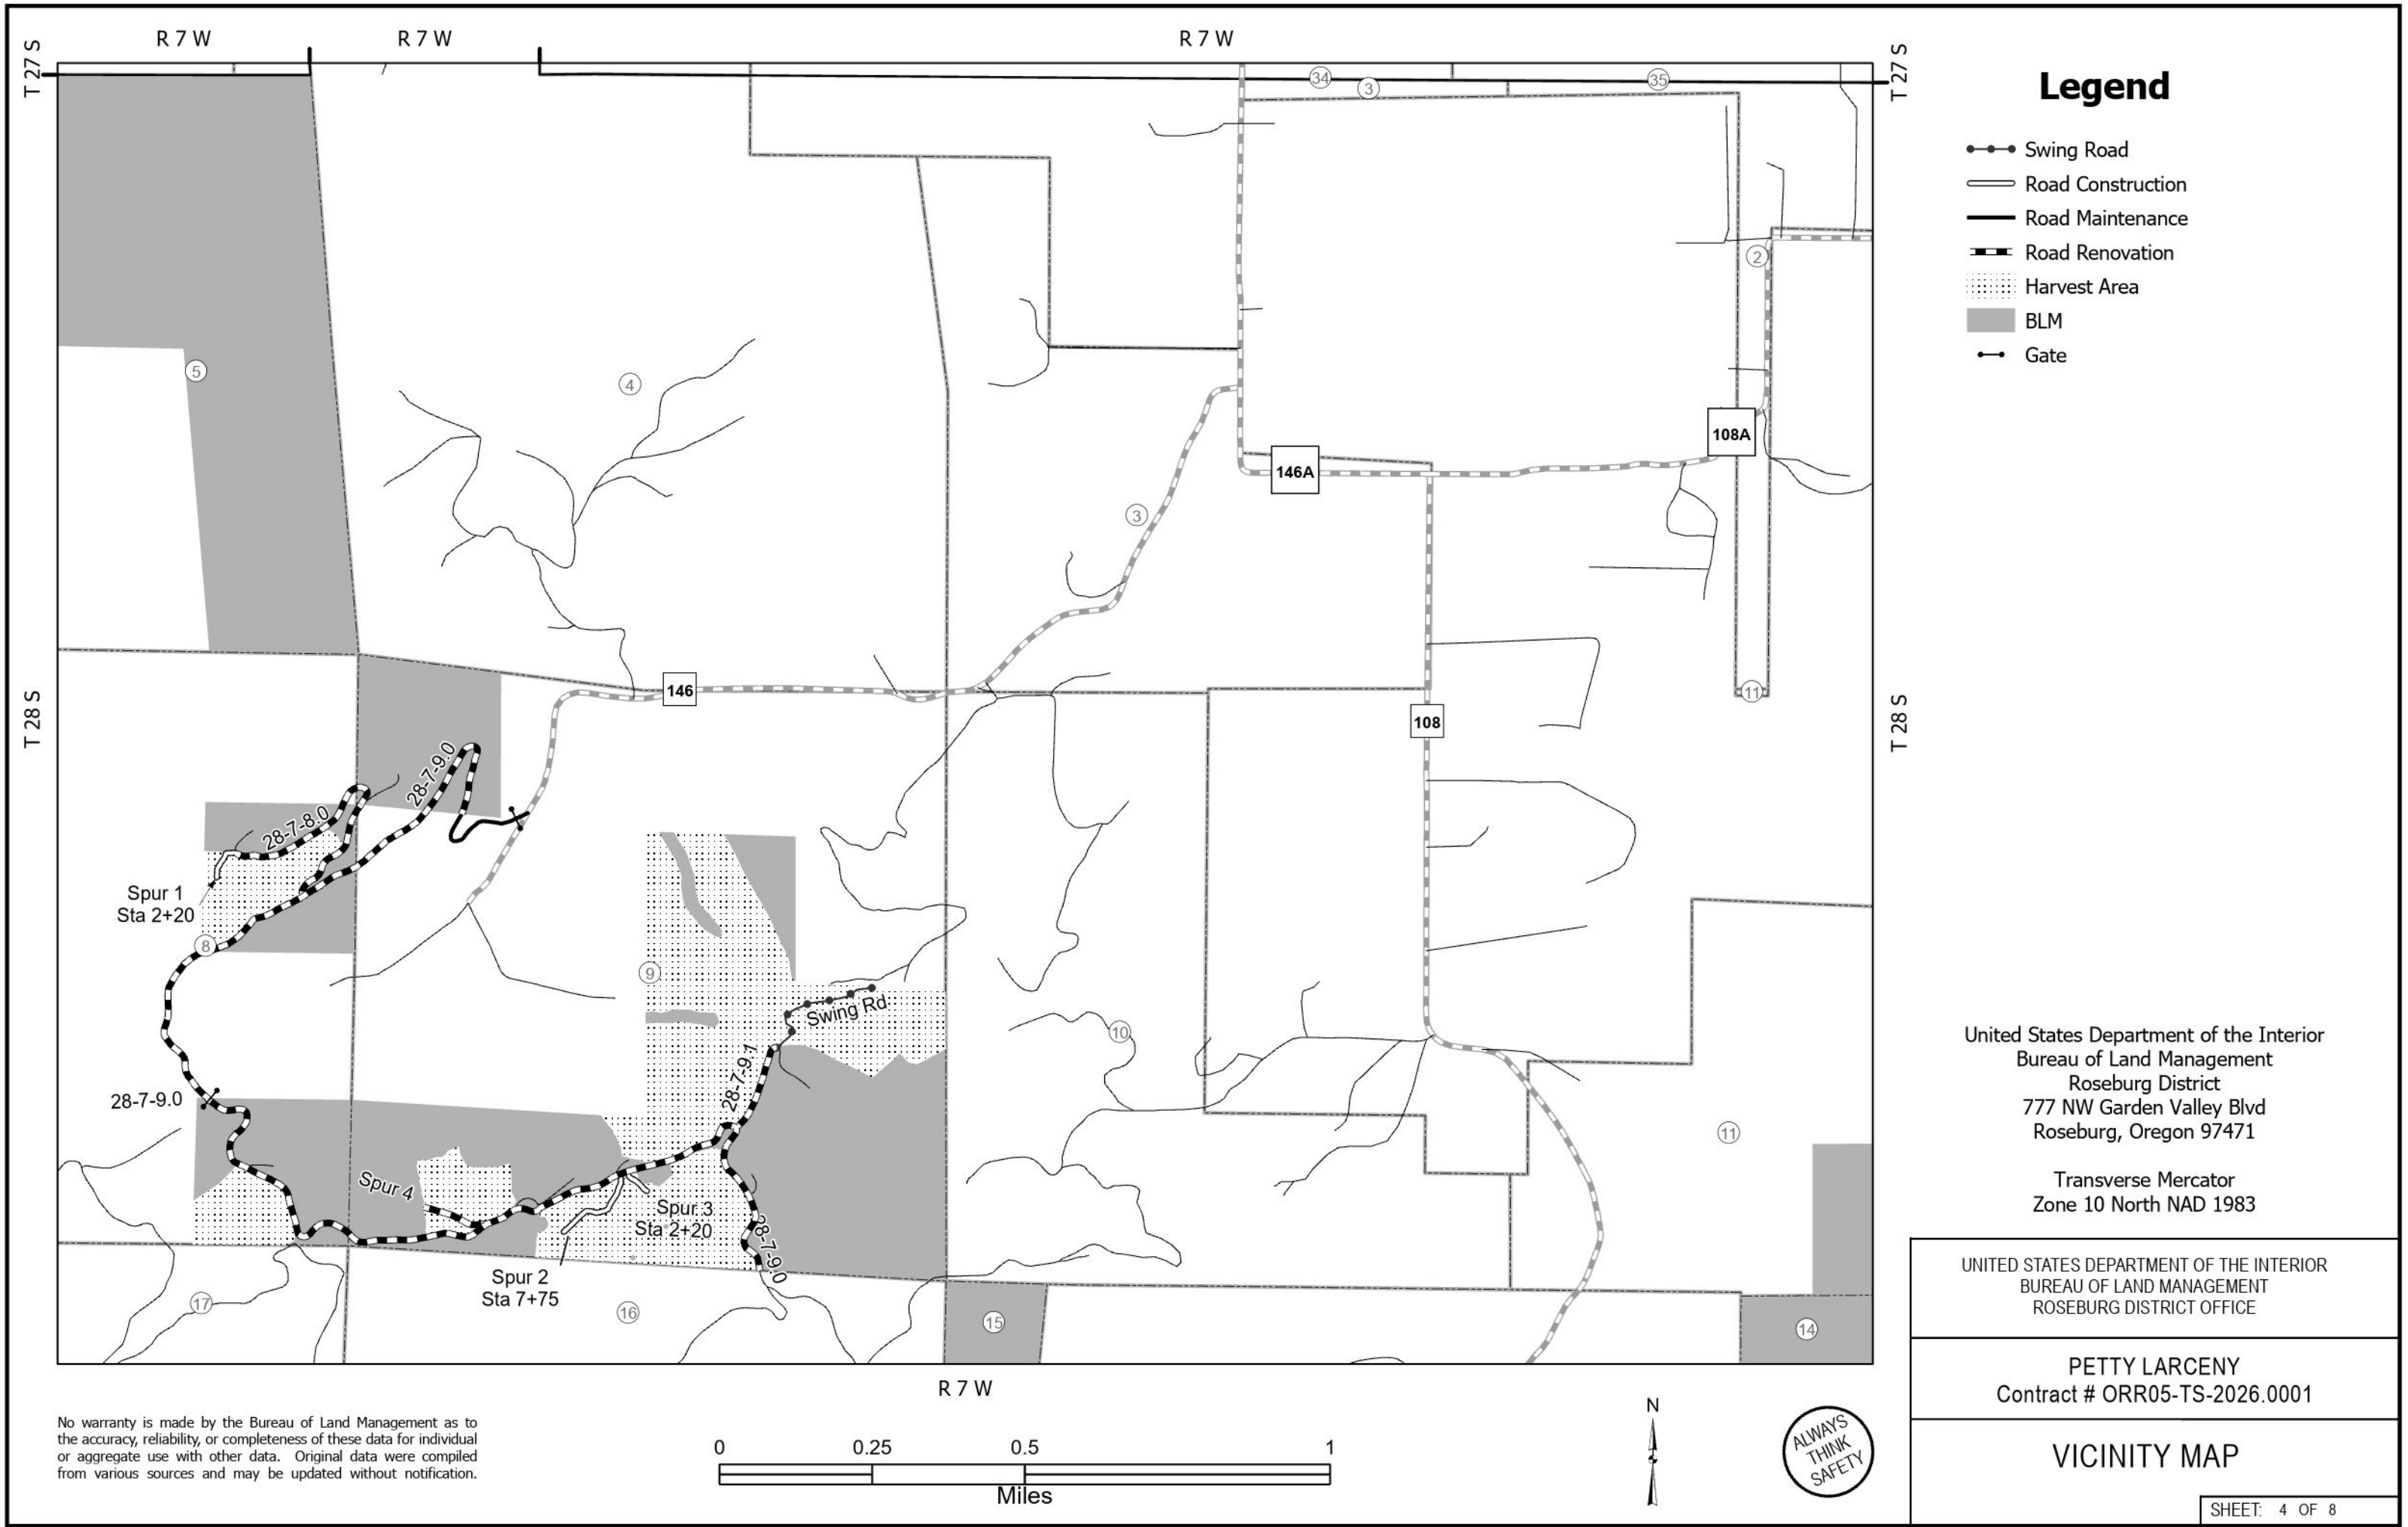 R 7 W
R 7 W
R 7 W
T 27 S
T 27 S
34
3
35
2
5
4
108A
146A
3
T 28 S
T 28 S
146
11
108
28-7-9.0
28-7-8.0
Spur 1
Sta 2+20
8
9
Swing Rd
10
28-7-9.1
28-7-9.0
11
Spur 4
Spur 3
Sta 2+20
28-7-9.0
Spur 2
Sta 7+75
17
16
15
14
R 7 W
Legend
Swing Road
Road Construction
Road Maintenance
Road Renovation
Harvest Area
BLM
Gate
United States Department of the Interior
Bureau of Land Management
Roseburg District
777 NW Garden Valley Blvd
Roseburg, Oregon 97471
Transverse Mercator
Zone 10 North NAD 1983
UNITED STATES DEPARTMENT OF THE INTERIOR
BUREAU OF LAND MANAGEMENT
ROSEBURG DISTRICT OFFICE
PETTY LARCENY
Contract # ORR05-TS-2026.0001
VICINITY MAP
SHEET: 4 OF 8
No warranty is made by the Bureau of Land Management as to
the accuracy, reliability, or completeness of these data for individual
or aggregate use with other data. Original data were compiled
from various sources and may be updated without notification.
0 0.25 0.5 1
Miles
N
ALWAYS
THINK
SAFETY